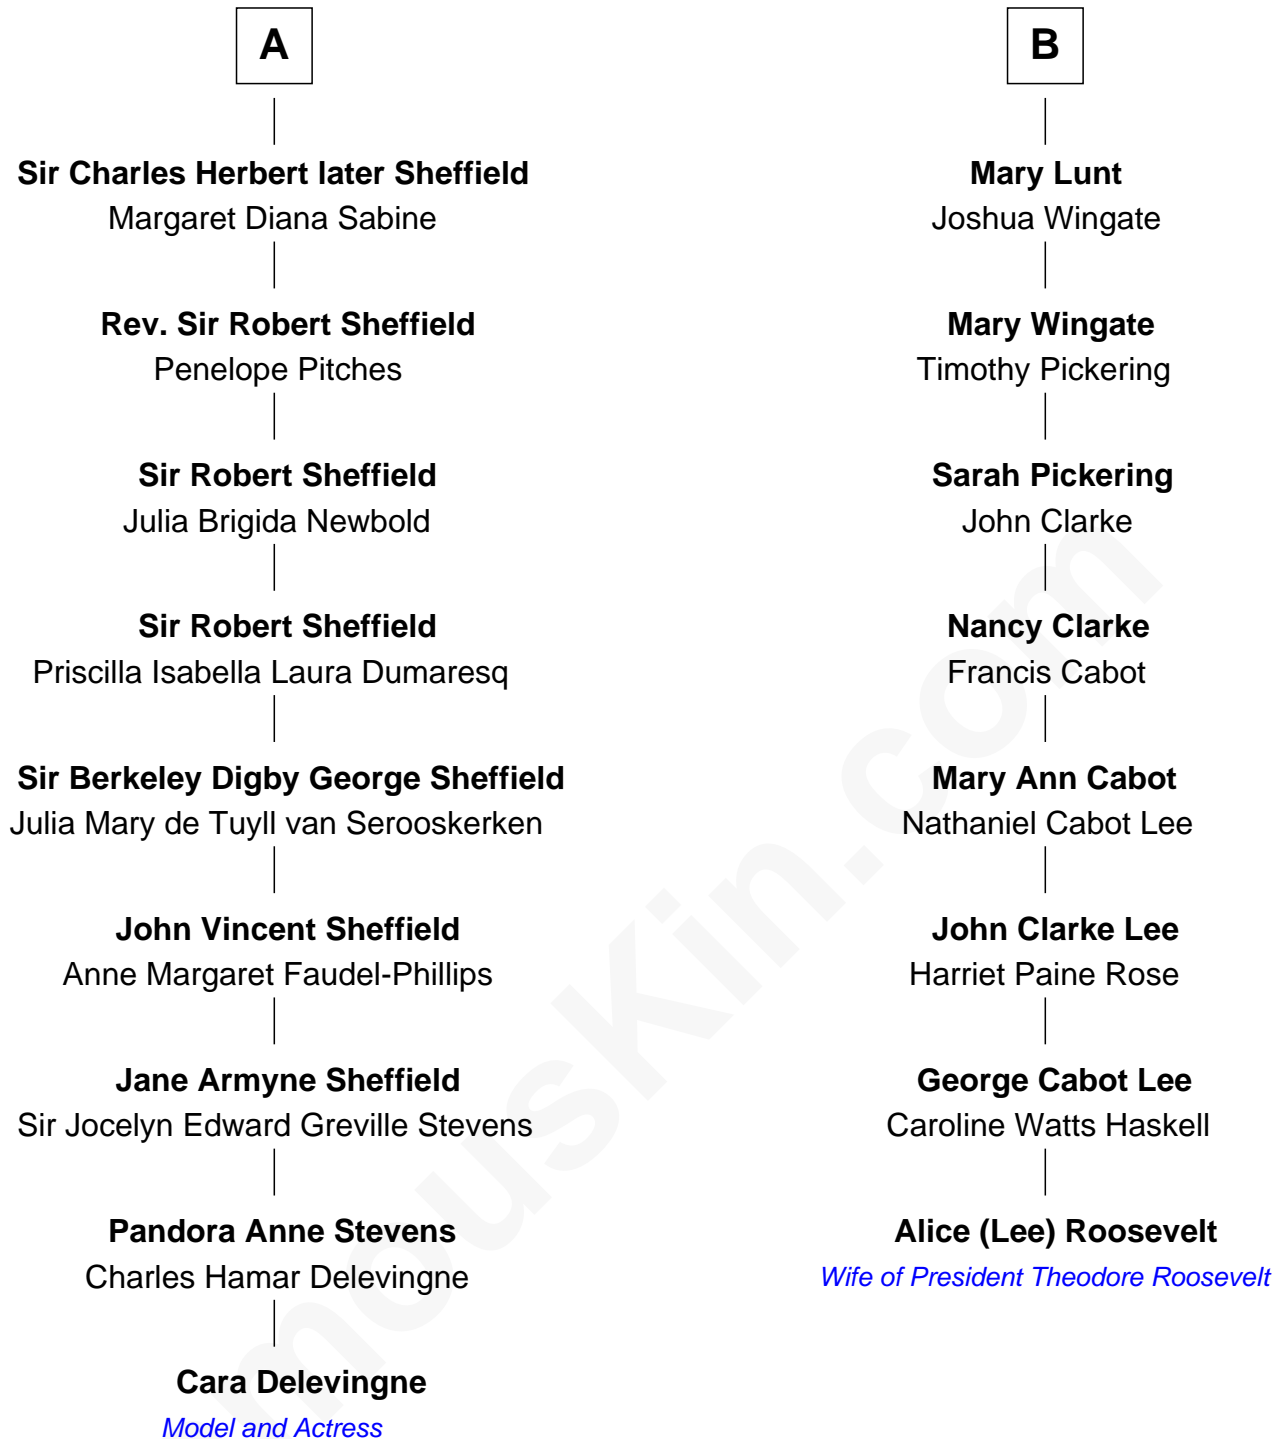 A
Sir Charles Herbert later Sheffield
Margaret Diana Sabine
Rev. Sir Robert Sheffield
Penelope Pitches
Sir Robert Sheffield
Julia Brigida Newbold
Sir Robert Sheffield
Priscilla Isabella Laura Dumaresq
Sir Berkeley Digby George Sheffield
Julia Mary de Tuyll van Serooskerken
John Vincent Sheffield
Anne Margaret Faudel-Phillips
Jane Armyne Sheffield
Sir Jocelyn Edward Greville Stevens
Pandora Anne Stevens
Charles Hamar Delevingne
Cara Delevingne
Model and Actress
B
Mary Lunt
Joshua Wingate
Mary Wingate
Timothy Pickering
Sarah Pickering
John Clarke
Nancy Clarke
Francis Cabot
Mary Ann Cabot
Nathaniel Cabot Lee
John Clarke Lee
Harriet Paine Rose
George Cabot Lee
Caroline Watts Haskell
Alice (Lee) Roosevelt
Wife of President Theodore Roosevelt
mousKin.com